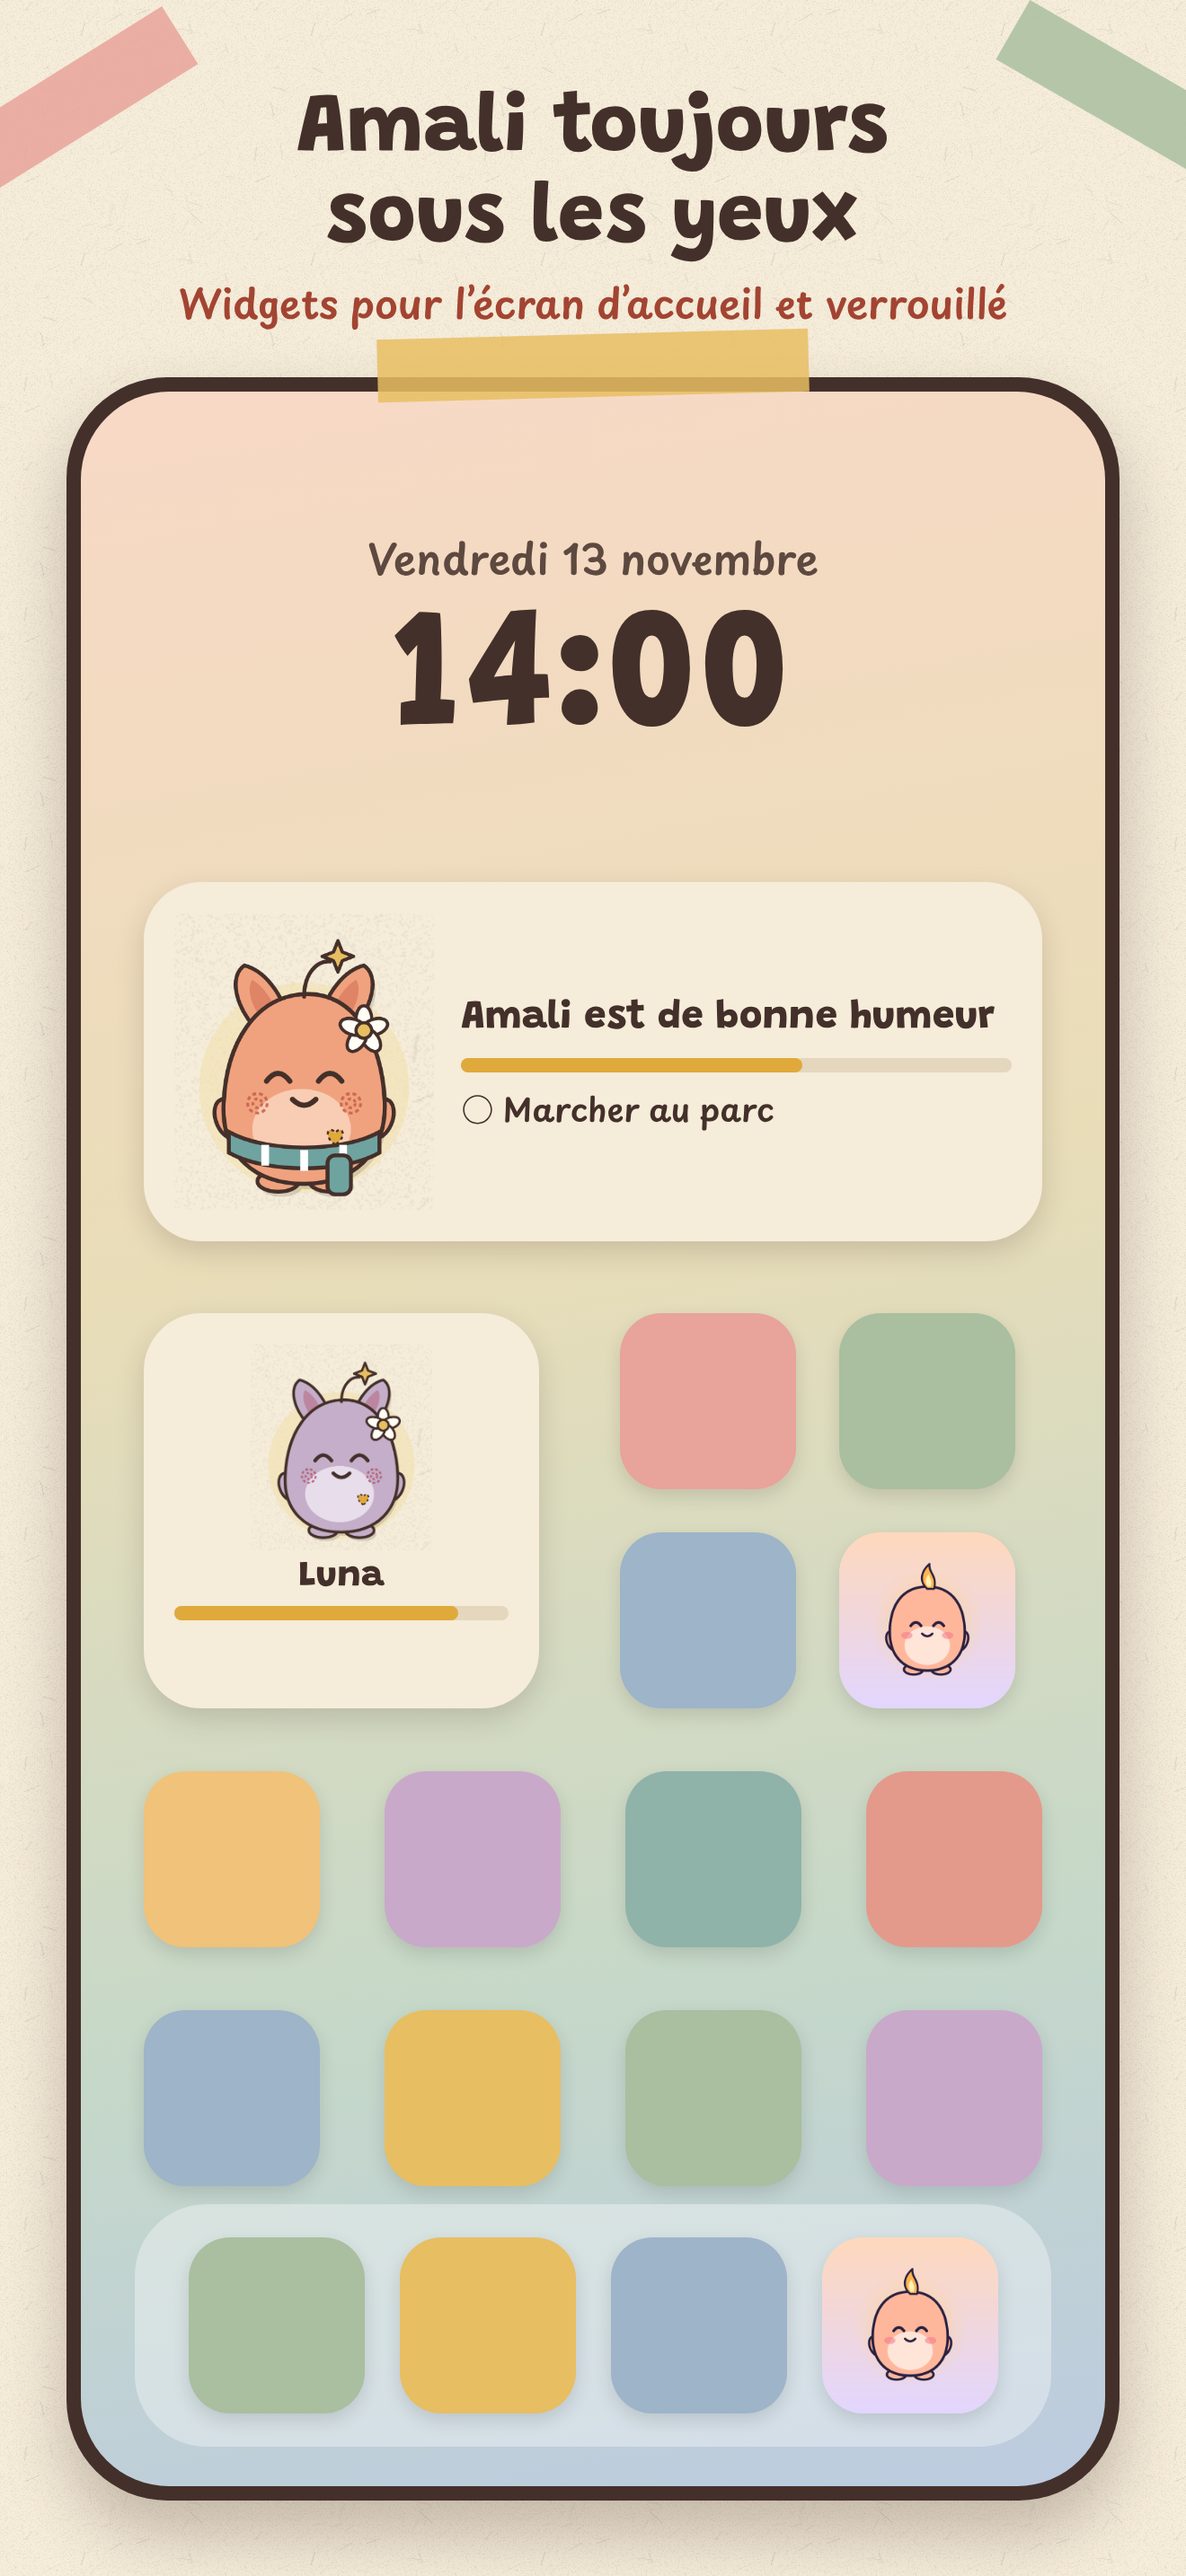 Amali toujours
sous les yeux
Widgets pour l’écran d’accueil et verrouillé
Vendredi 13 novembre
14:00
Amali est de bonne humeur
Marcher au parc
Luna